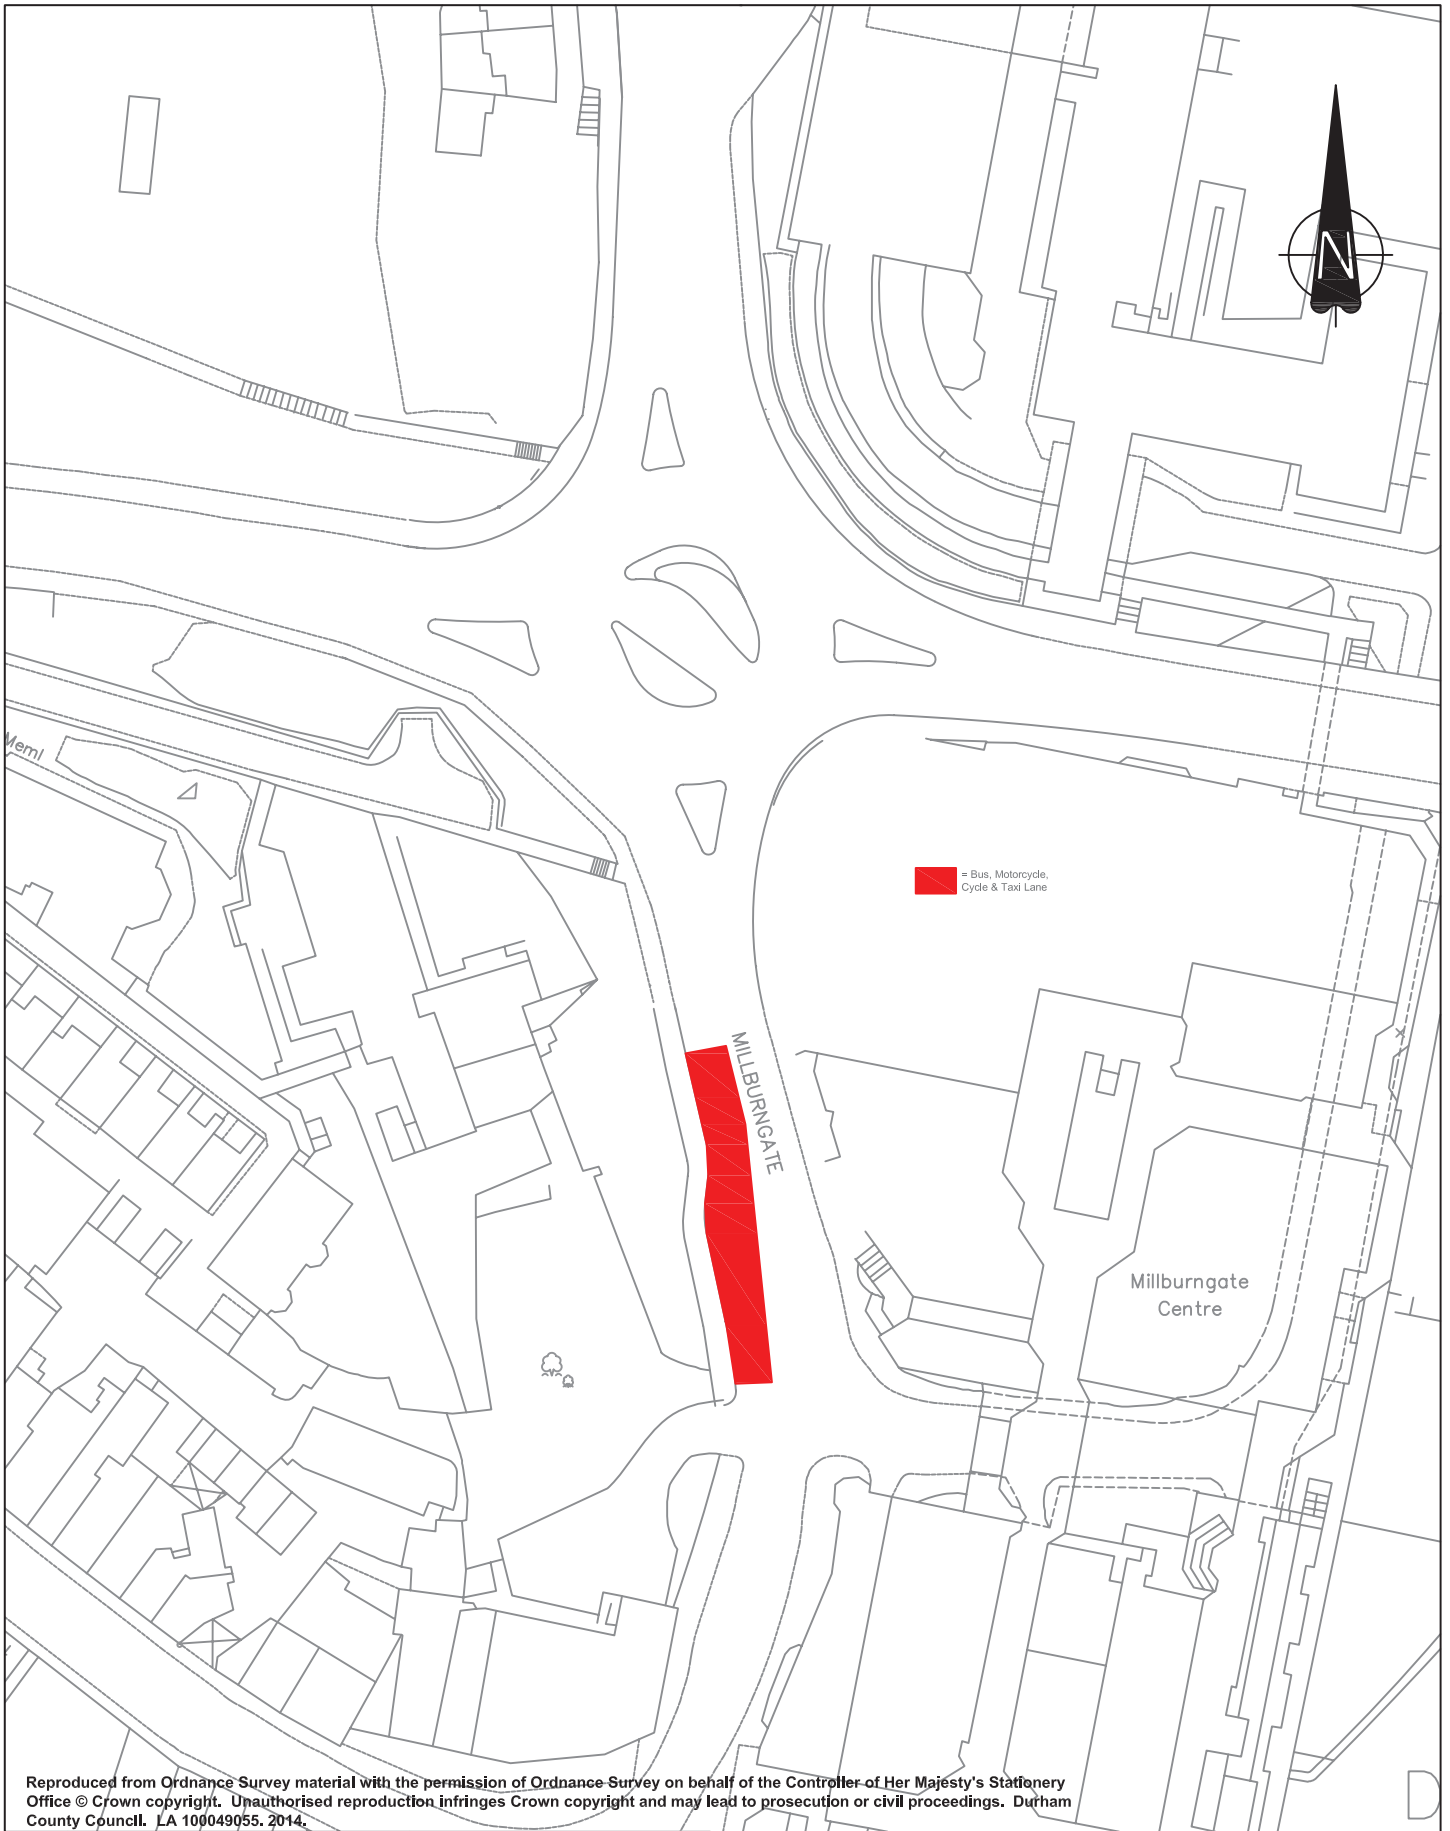 N
Meml
= Bus, Motorcycle,
Cycle & Taxi Lane
MILLBURNGATE
Millburngate
Centre
D
Reproduced from Ordnance Survey material with the permission of Ordnance Survey on behalf of the Controller of Her Majesty's Stationery
Office © Crown copyright. Unauthorised reproduction infringes Crown copyright and may lead to prosecution or civil proceedings. Durham
County Council. LA 100049055. 2014.